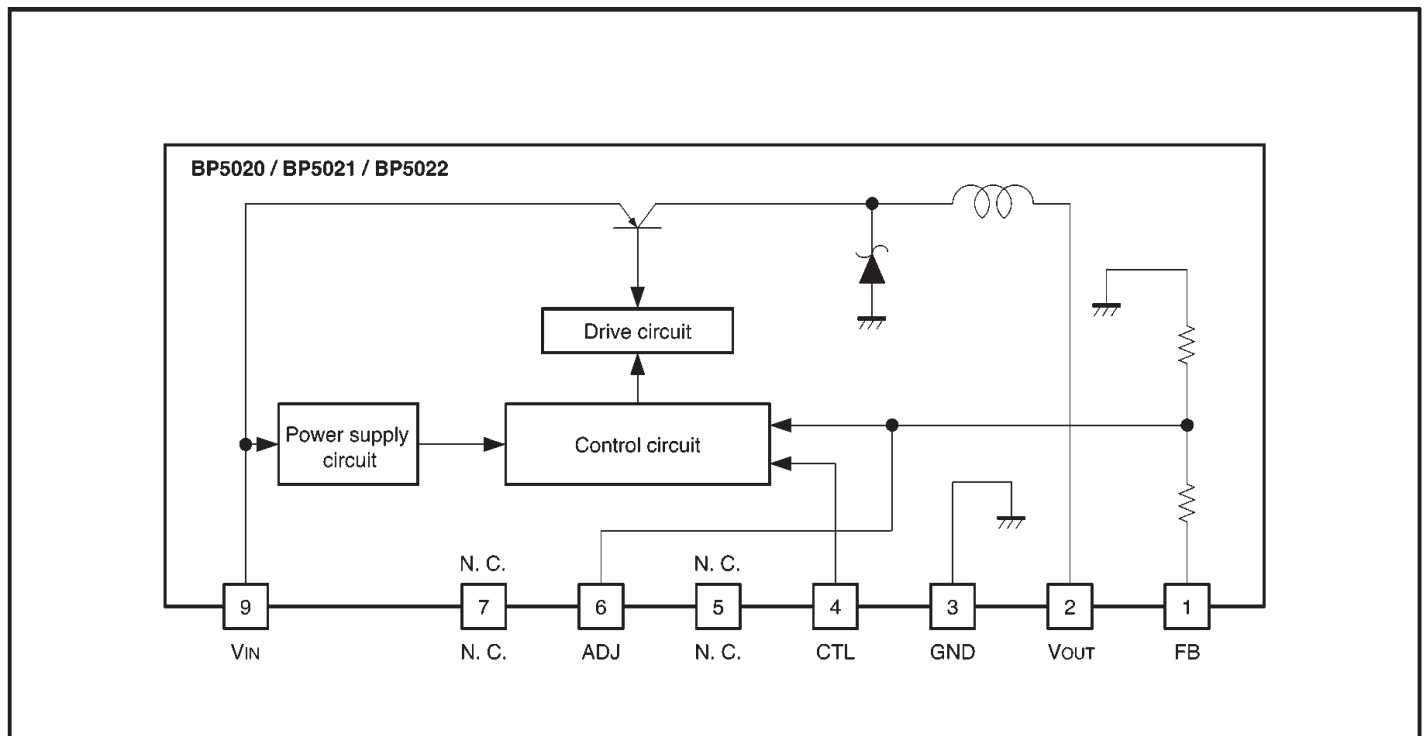 BP5020 / BP5021 / BP5022
Drive circuit
Power supply
circuit
Control circuit
N. C.
N. C.
9
7
6
5
4
3
2
1
VIN
N. C.
ADJ
N. C.
CTL
GND
VOUT
FB